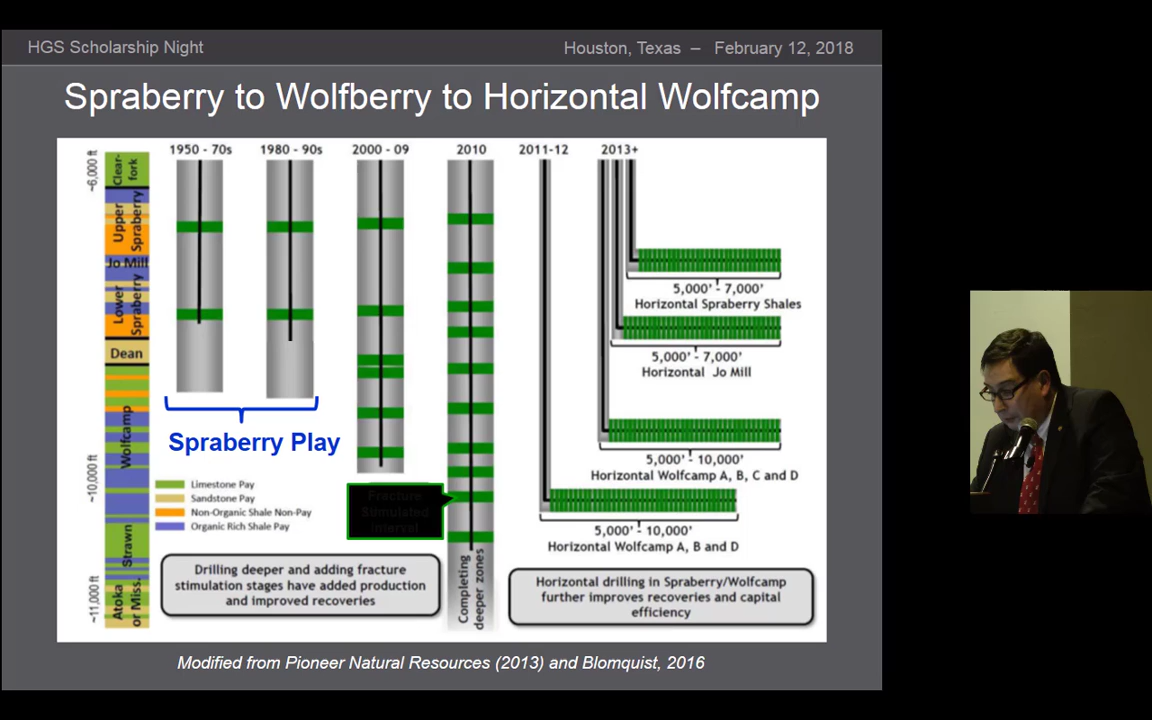 HGS Scholarship Night
Houston, Texas – February 12, 2018
Spraberry to Wolfberry to Horizontal Wolfcamp
1950 - 70s
1980 - 90s
2000 - 09
2010
2011-12
2013+
~6,000 ft
~10,000 ft
~11,000 ft
Clear-
fork
Upper
Spraberry
Jo Mill
Lower
Spraberry
Dean
Wolfcamp
Strawn
Atoka
or Miss.
Spraberry Play
Limestone Pay
Sandstone Pay
Non-Organic Shale Non-Pay
Organic Rich Shale Pay
Fracture
Stimulated
Interval
Completing
deeper zones
5,000' - 7,000'
Horizontal Spraberry Shales
5,000' - 7,000'
Horizontal Jo Mill
5,000' - 10,000'
Horizontal Wolfcamp A, B, C and D
5,000' - 10,000'
Horizontal Wolfcamp A, B and D
Drilling deeper and adding fracture
stimulation stages have added production
and improved recoveries
Horizontal drilling in Spraberry/Wolfcamp
further improves recoveries and capital
efficiency
Modified from Pioneer Natural Resources (2013) and Blomquist, 2016